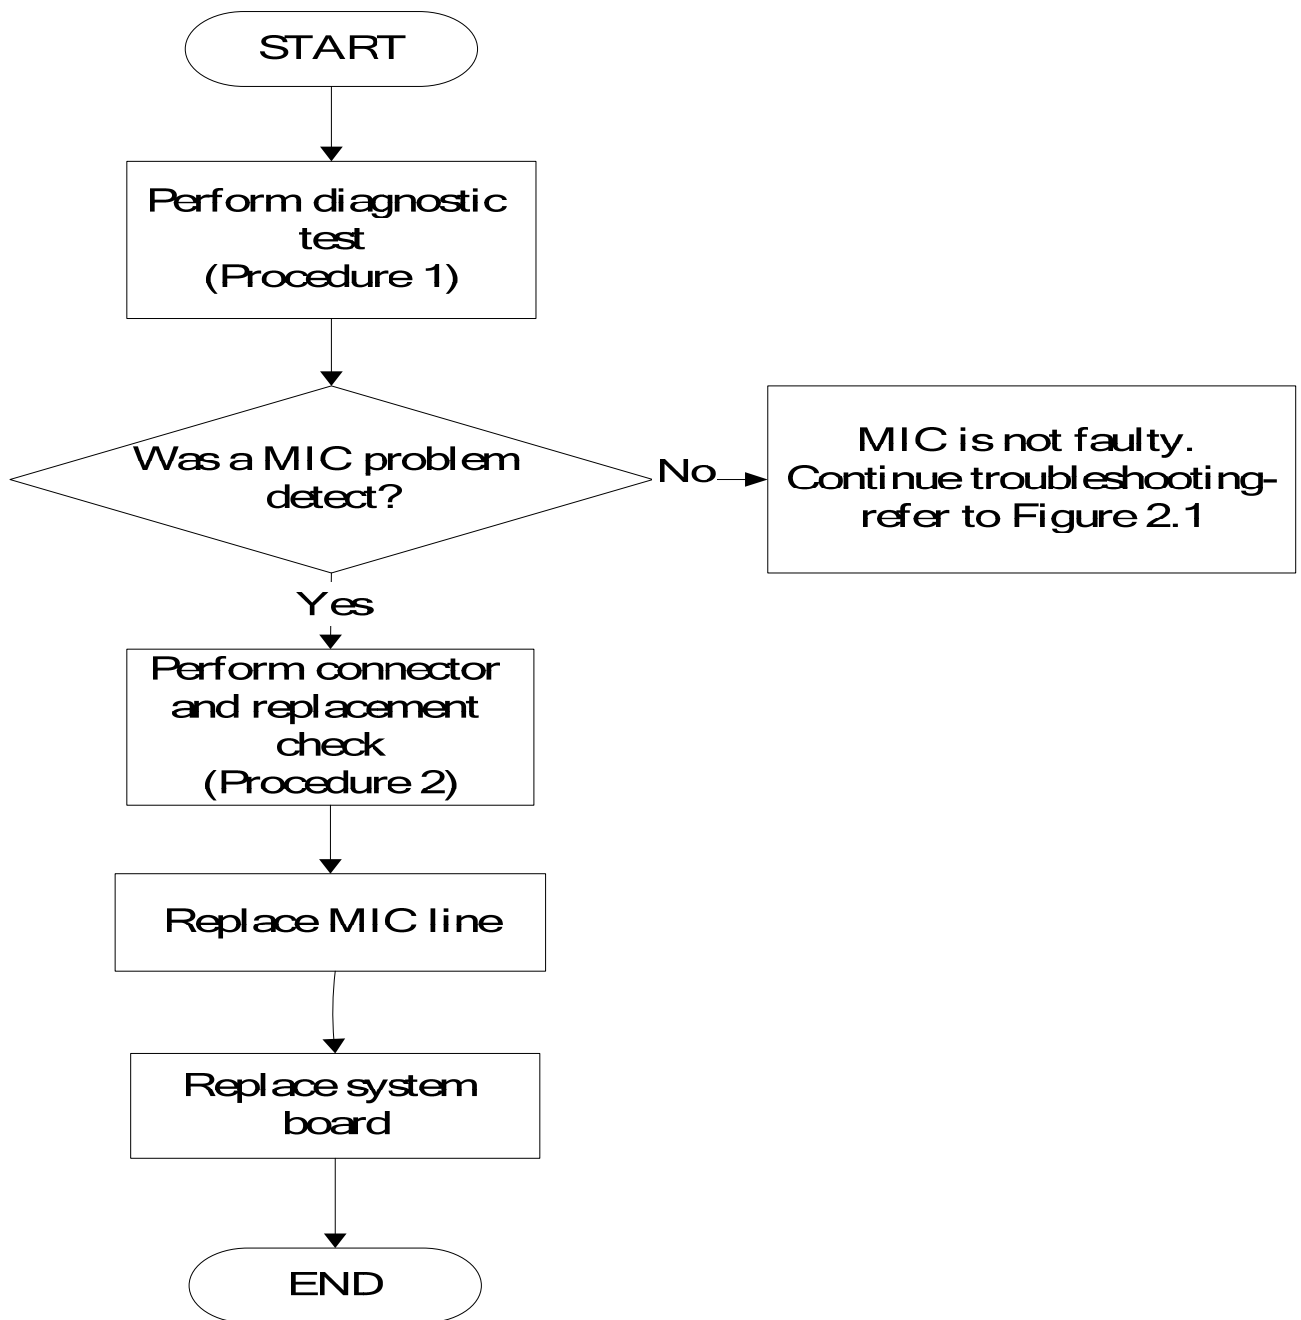 START
Perform diagnostic
test
(Procedure 1)
Was a MIC problem
detect?
No
MIC is not faulty.
Continue troubleshooting-
refer to Figure 2.1
Yes
Perform connector
and replacement
check
(Procedure 2)
Replace MIC line
Replace system
board
END